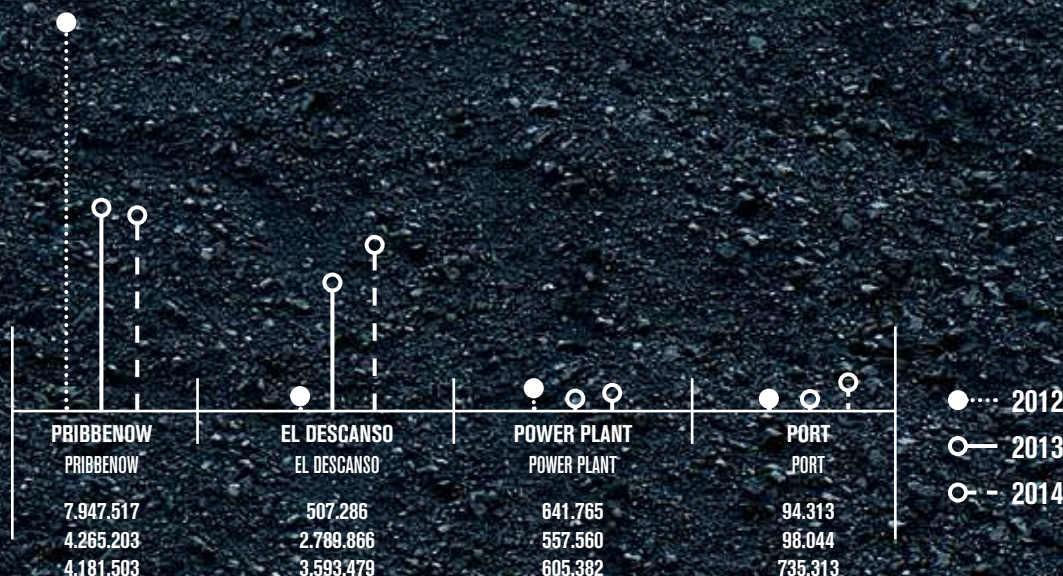 PRIBBENOW EL DESCANSO POWER PLANT PORT
PRIBBENOW EL DESCANSO POWER PLANT PORT
7.947.517 507.286 641.765 94.313
4.265.203 2.789.866 557.560 98.044
4.181.503 3.593.479 605.382 735.313
2012
2013
2014